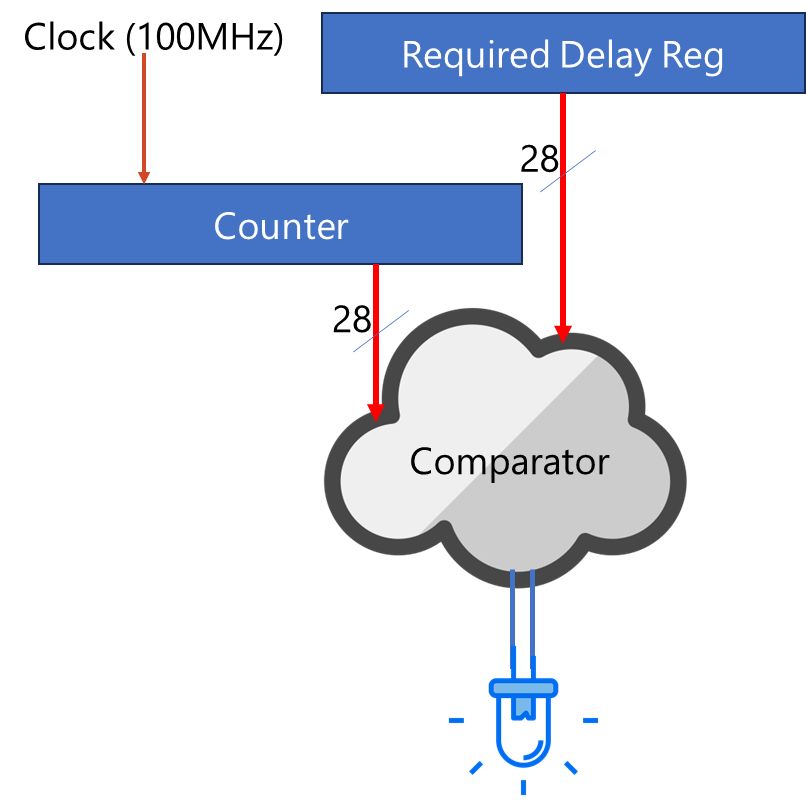 Clock (100MHz)
Required Delay Reg
28
Counter
28
Comparator